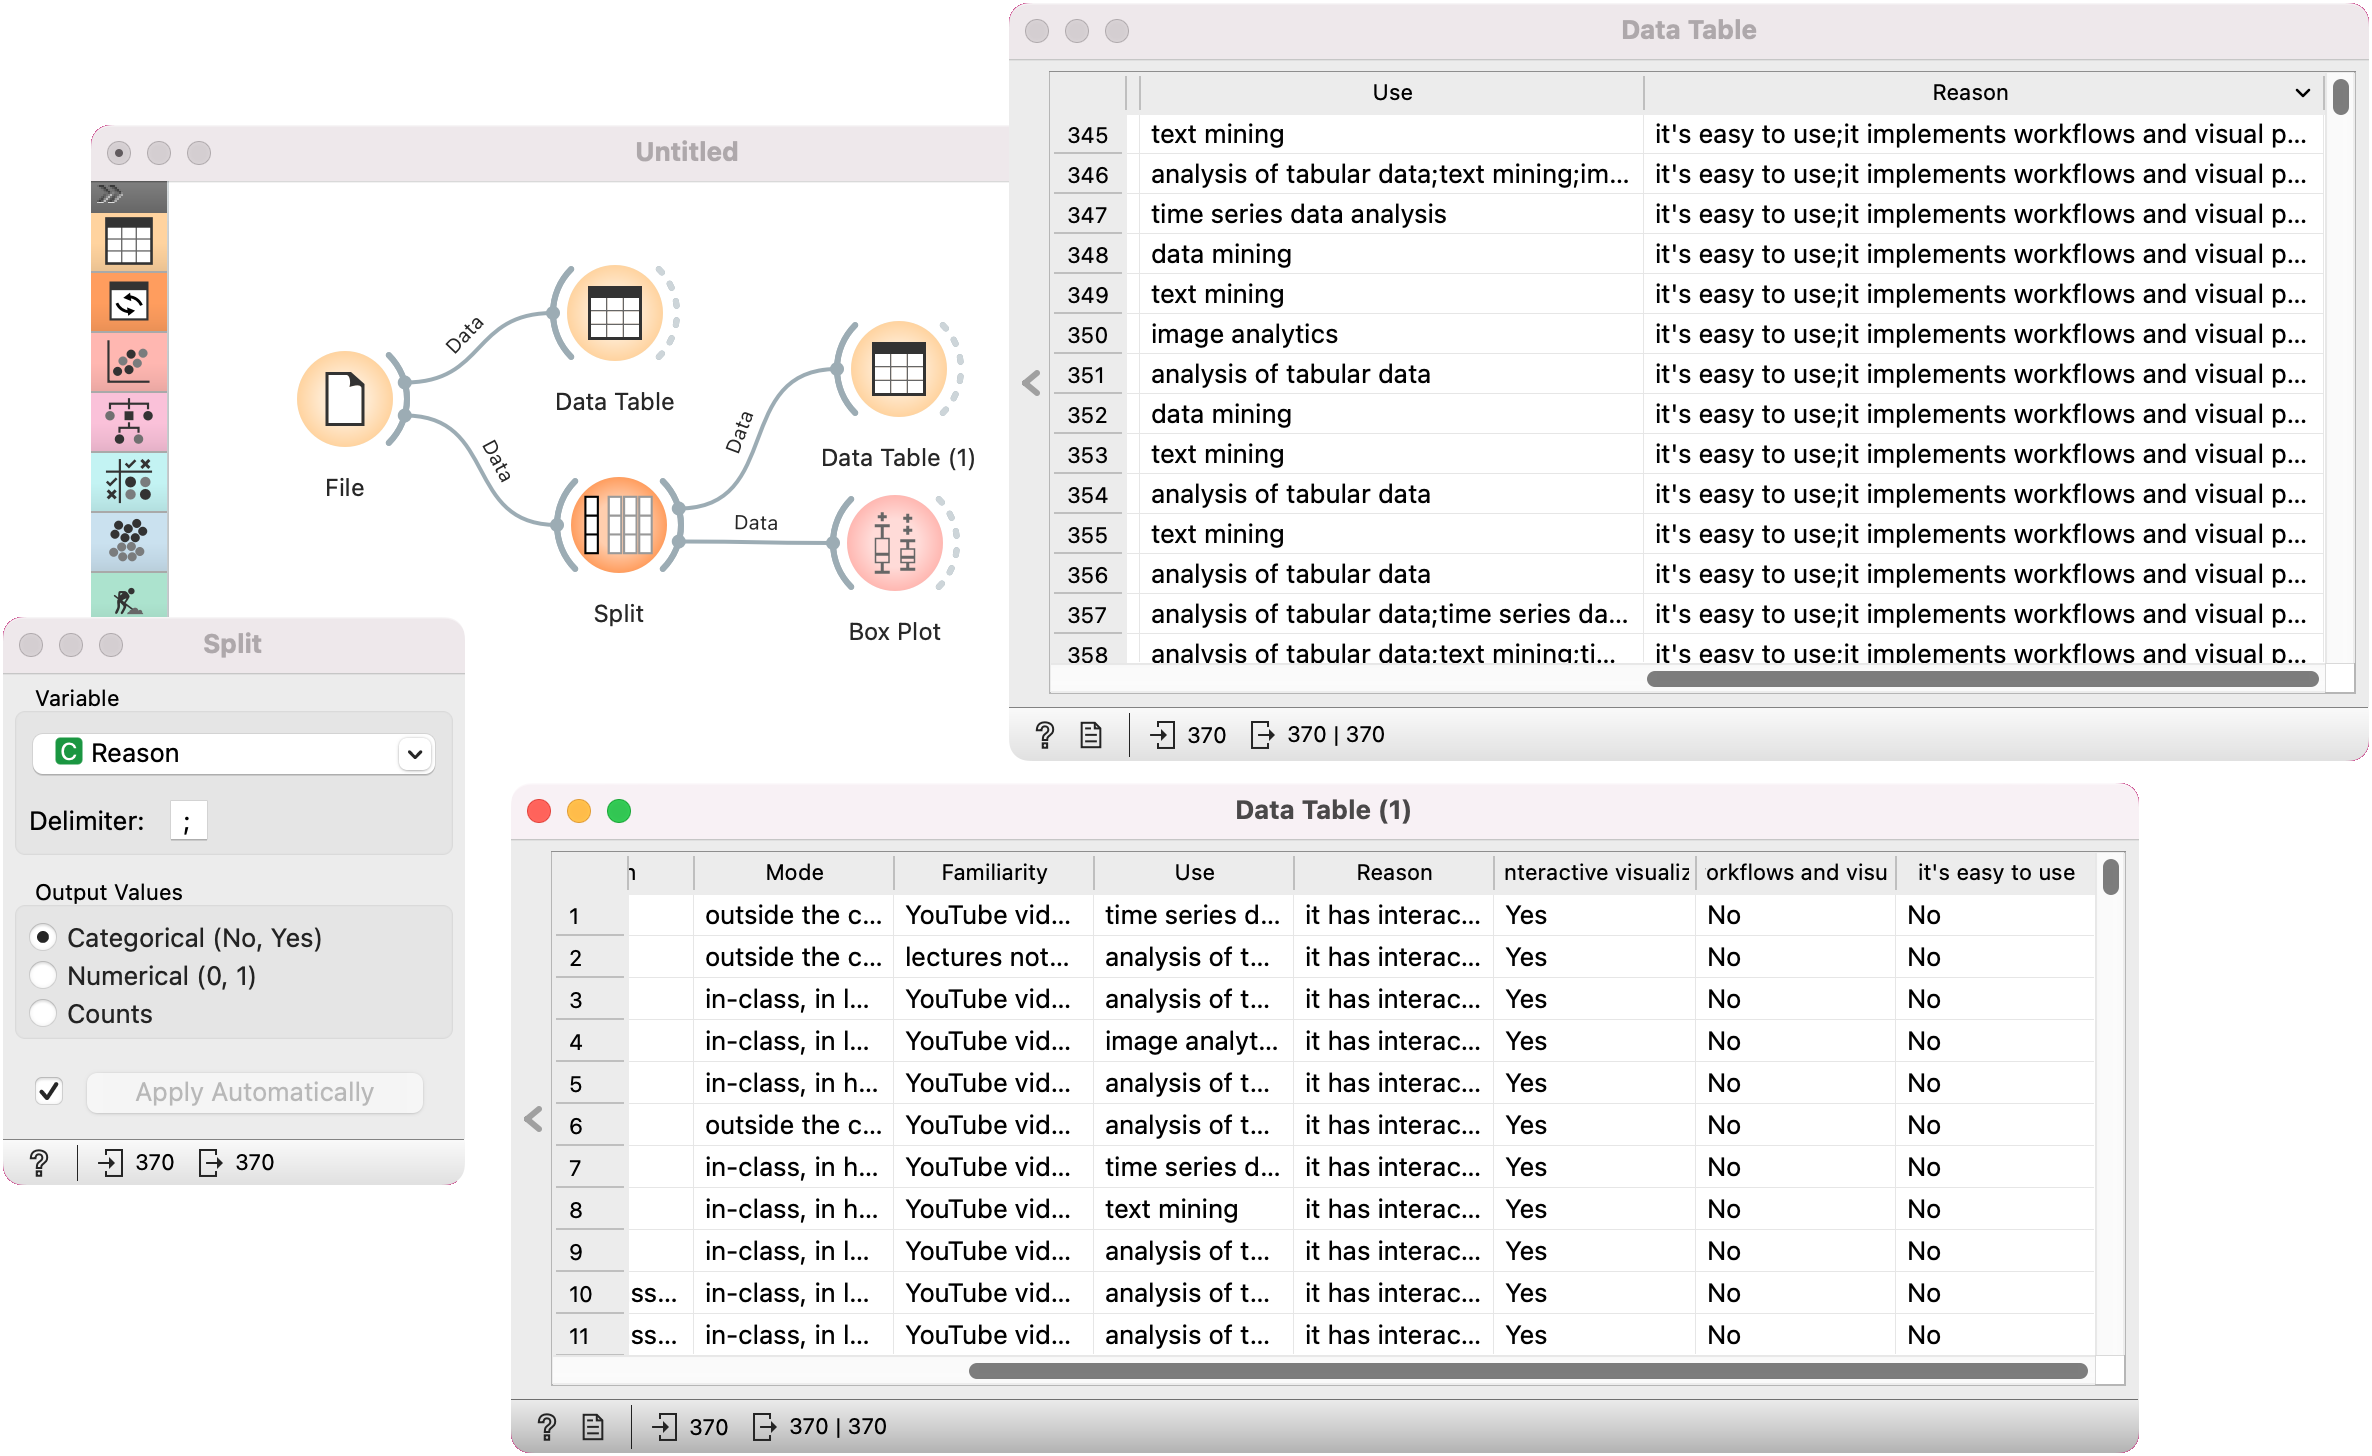 Data Table
Use Reason
345 text mining it's easy to use;it implements workflows and visual p...
346 analysis of tabular data;text mining;im... it's easy to use;it implements workflows and visual p...
347 time series data analysis it's easy to use;it implements workflows and visual p...
348 data mining it's easy to use;it implements workflows and visual p...
349 text mining it's easy to use;it implements workflows and visual p...
350 image analytics it's easy to use;it implements workflows and visual p...
351 analysis of tabular data it's easy to use;it implements workflows and visual p...
352 data mining it's easy to use;it implements workflows and visual p...
353 text mining it's easy to use;it implements workflows and visual p...
354 analysis of tabular data it's easy to use;it implements workflows and visual p...
355 text mining it's easy to use;it implements workflows and visual p...
356 analysis of tabular data it's easy to use;it implements workflows and visual p...
357 analysis of tabular data;time series da... it's easy to use;it implements workflows and visual p...
358 analysis of tabular data;text mining;ti... it's easy to use;it implements workflows and visual p...
? 370 370 | 370
Untitled
Data
Data Table
Data
File
Data
Data Table (1)
Data
Split
Box Plot
Split
Variable
C Reason
Delimiter: ;
Output Values
Categorical (No, Yes)
Numerical (0, 1)
Counts
Apply Automatically
? 370 370
Data Table (1)
n Mode Familiarity Use Reason nteractive visualiz orkflows and visu it's easy to use
1 outside the c... YouTube vid... time series d... it has interac... Yes No No
2 outside the c... lectures not... analysis of t... it has interac... Yes No No
3 in-class, in l... YouTube vid... analysis of t... it has interac... Yes No No
4 in-class, in l... YouTube vid... image analyt... it has interac... Yes No No
5 in-class, in h... YouTube vid... analysis of t... it has interac... Yes No No
6 outside the c... YouTube vid... analysis of t... it has interac... Yes No No
7 in-class, in h... YouTube vid... time series d... it has interac... Yes No No
8 in-class, in h... YouTube vid... text mining it has interac... Yes No No
9 in-class, in l... YouTube vid... analysis of t... it has interac... Yes No No
10 ss... in-class, in l... YouTube vid... analysis of t... it has interac... Yes No No
11 ss... in-class, in l... YouTube vid... analysis of t... it has interac... Yes No No
? 370 370 | 370